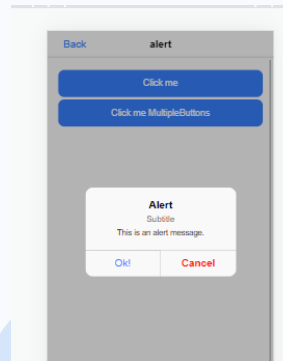 Back alert
Click me
Click me MultipleButtons
Alert
Subtitle
This is an alert message.
Ok! Cancel